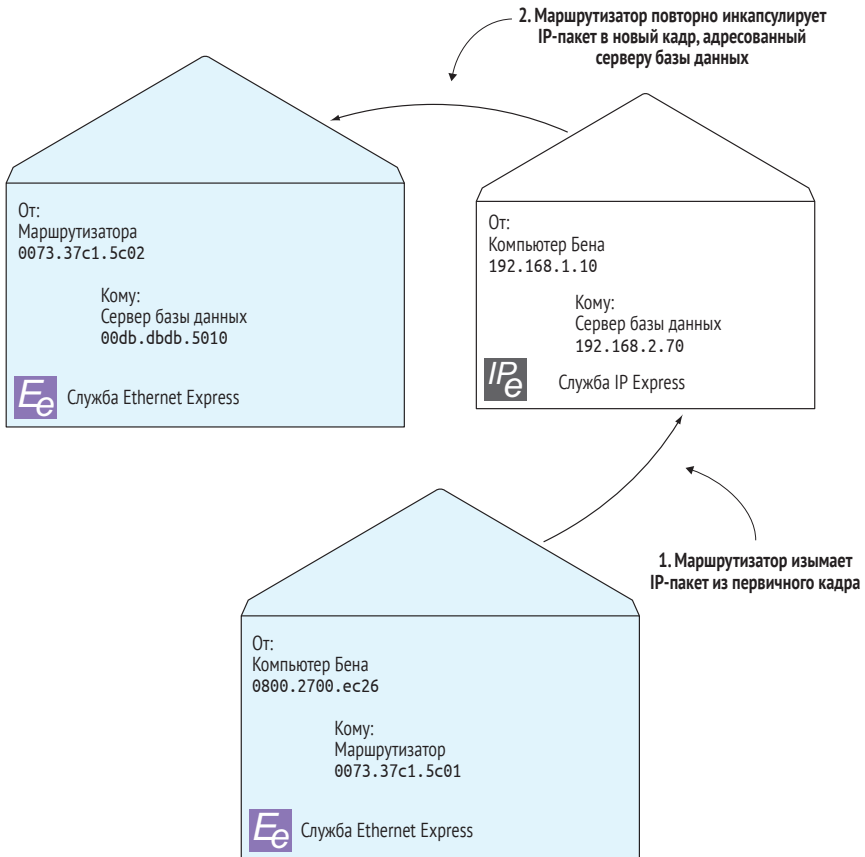 2. Маршрутизатор повторно инкапсулирует
IP-пакет в новый кадр, адресованный
серверу базы данных
От:
Маршрутизатора
0073.37c1.5c02
Кому:
Сервер базы данных
00db.dbdb.5010
Ee Служба Ethernet Express
От:
Компьютер Бена
192.168.1.10
Кому:
Сервер базы данных
192.168.2.70
IPe Служба IP Express
1. Маршрутизатор изымает
IP-пакет из первичного кадра
От:
Компьютер Бена
0800.2700.ec26
Кому:
Маршрутизатор
0073.37c1.5c01
Ee Служба Ethernet Express